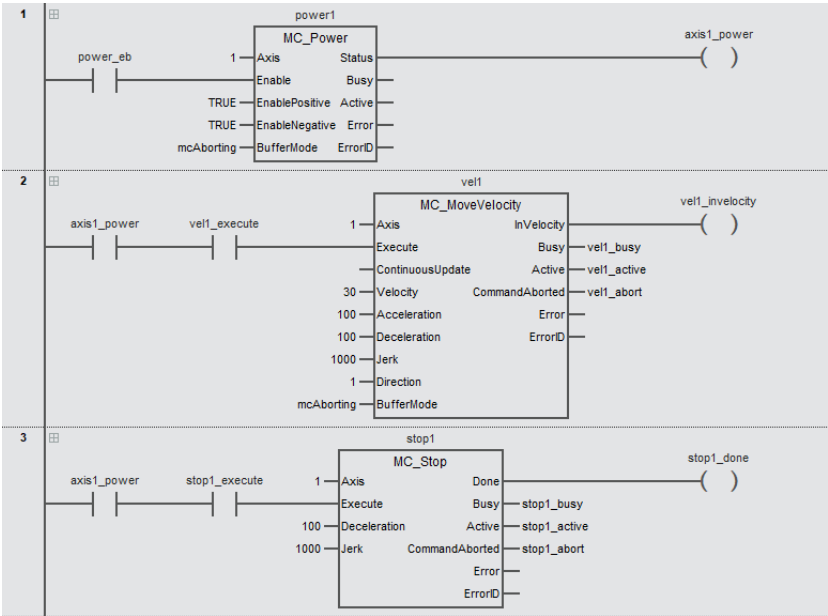 1
power1
MC_Power
axis1_power
power_eb
1 Axis Status
Enable Busy
TRUE EnablePositive Active
TRUE EnableNegative Error
mcAborting BufferMode ErrorID
2
vel1
MC_MoveVelocity
vel1_invelocity
axis1_power vel1_execute
1 Axis InVelocity
Execute Busy vel1_busy
ContinuousUpdate Active vel1_active
30 Velocity CommandAborted vel1_abort
100 Acceleration Error
100 Deceleration ErrorID
1000 Jerk
1 Direction
mcAborting BufferMode
3
stop1
MC_Stop
stop1_done
axis1_power stop1_execute
1 Axis Done
Execute Busy stop1_busy
100 Deceleration Active stop1_active
1000 Jerk CommandAborted stop1_abort
Error
ErrorID